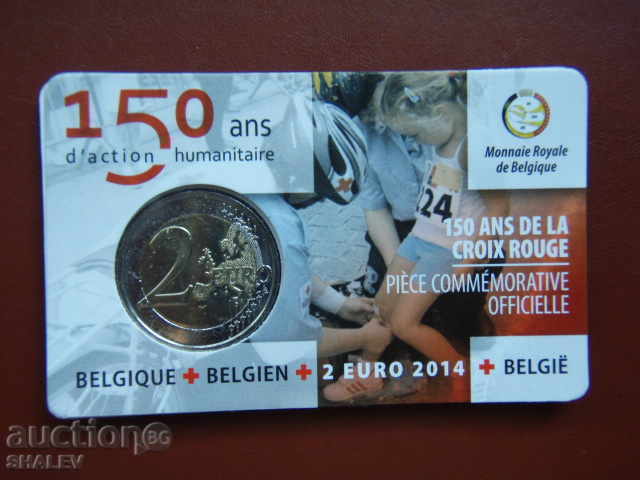 150 ans
d'action humanitaire
Monnaie Royale
de Belgique
24
150 ANS DE LA
CROIX ROUGE
PIÈCE COMMÉMORATIVE
OFFICIELLE
2 EURO
BELGIQUE + BELGIEN + 2 EURO 2014 + BELGIË
auction BG
SHALEV